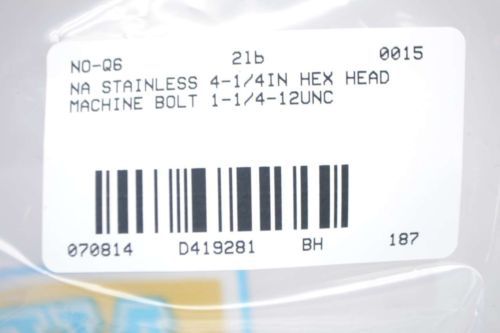 NO-Q6 2lb 0015
NA STAINLESS 4-1/4IN HEX HEAD
MACHINE BOLT 1-1/4-12UNC
070814 D419281 BH 187